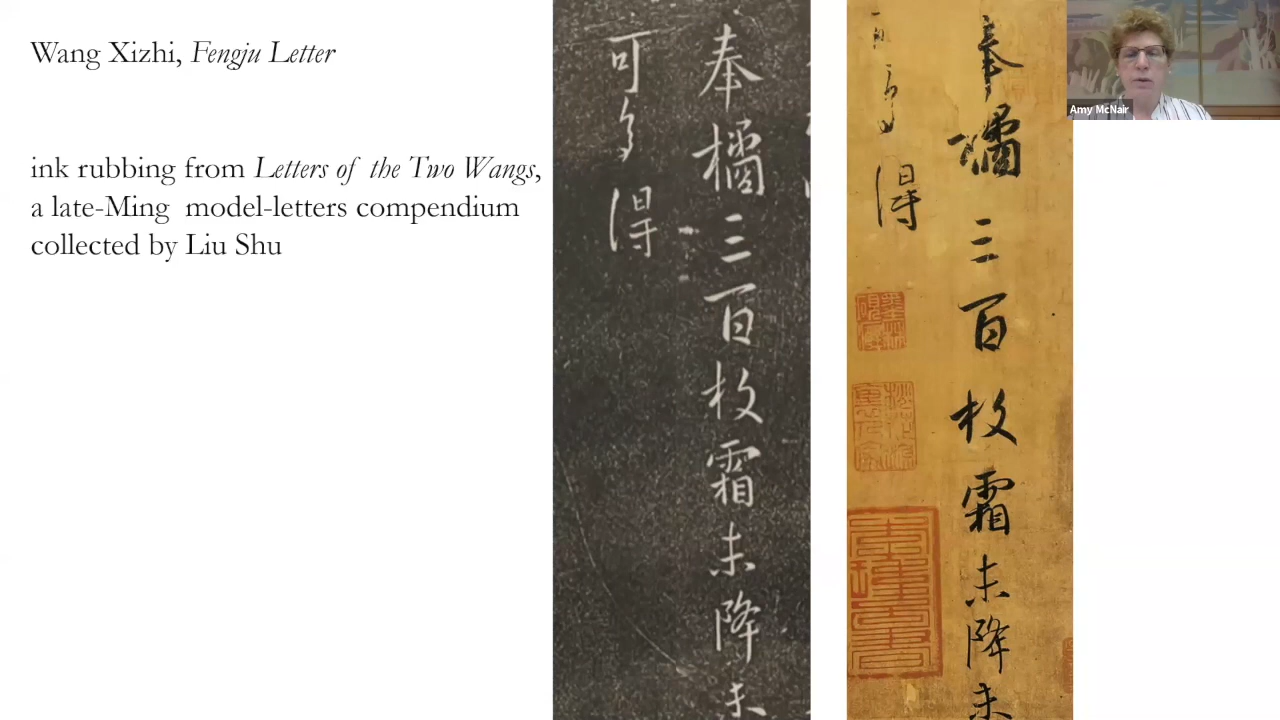 Wang Xizhi, Fengju Letter
ink rubbing from Letters of the Two Wangs,
a late-Ming model-letters compendium
collected by Liu Shu
奉橘三百枚霜未降未
可多得
奉橘三百枚霜未降未
可多得
Amy McNair